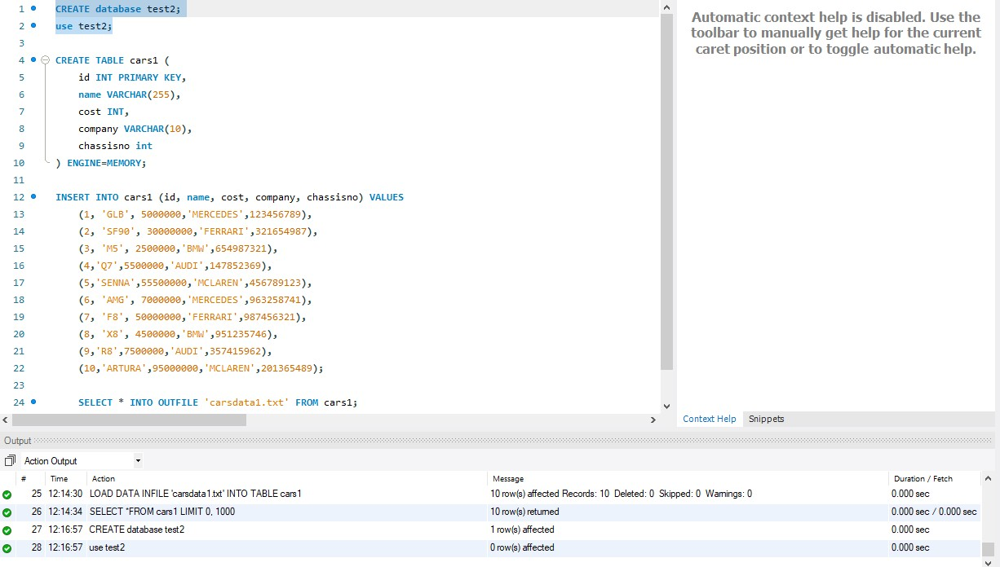 1 CREATE database test2;
2 use test2;
3
4 CREATE TABLE cars1 (
5 id INT PRIMARY KEY,
6 name VARCHAR(255),
7 cost INT,
8 company VARCHAR(10),
9 chassisno int
10 ) ENGINE=MEMORY;
11
12 INSERT INTO cars1 (id, name, cost, company, chassisno) VALUES
13 (1, 'GLB', 5000000,'MERCEDES',123456789),
14 (2, 'SF90', 30000000,'FERRARI',321654987),
15 (3, 'M5', 2500000,'BMW',654987321),
16 (4,'Q7',5500000,'AUDI',147852369),
17 (5,'SENNA',55500000,'MCLAREN',456789123),
18 (6, 'AMG', 7000000,'MERCEDES',963258741),
19 (7, 'F8', 50000000,'FERRARI',987456321),
20 (8, 'X8', 4500000,'BMW',951235746),
21 (9,'R8',7500000,'AUDI',357415962),
22 (10,'ARTURA',95000000,'MCLAREN',201365489);
23
24 SELECT * INTO OUTFILE 'carsdata1.txt' FROM cars1;
Automatic context help is disabled. Use the
toolbar to manually get help for the current
caret position or to toggle automatic help.
Context Help Snippets
Output
Action Output
# Time Action Message Duration / Fetch
25 12:14:30 LOAD DATA INFILE 'carsdata1.txt' INTO TABLE cars1 10 row(s) affected Records: 10 Deleted: 0 Skipped: 0 Warnings: 0 0.000 sec
26 12:14:34 SELECT *FROM cars1 LIMIT 0, 1000 10 row(s) returned 0.000 sec / 0.000 sec
27 12:16:57 CREATE database test2 1 row(s) affected 0.000 sec
28 12:16:57 use test2 0 row(s) affected 0.000 sec